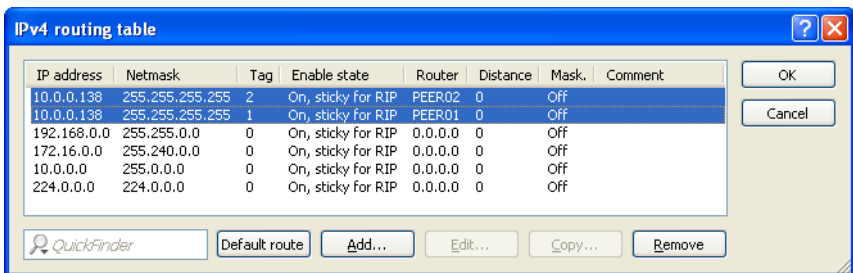 IPv4 routing table
IP address Netmask Tag Enable state Router Distance Mask. Comment
10.0.0.138 255.255.255.255 2 On, sticky for RIP PEER02 0 Off
10.0.0.138 255.255.255.255 1 On, sticky for RIP PEER01 0 Off
192.168.0.0 255.255.0.0 0 On, sticky for RIP 0.0.0.0 0 Off
172.16.0.0 255.240.0.0 0 On, sticky for RIP 0.0.0.0 0 Off
10.0.0.0 255.0.0.0 0 On, sticky for RIP 0.0.0.0 0 Off
224.0.0.0 224.0.0.0 0 On, sticky for RIP 0.0.0.0 0 Off
OK
Cancel
QuickFinder Default route Add... Edit... Copy... Remove